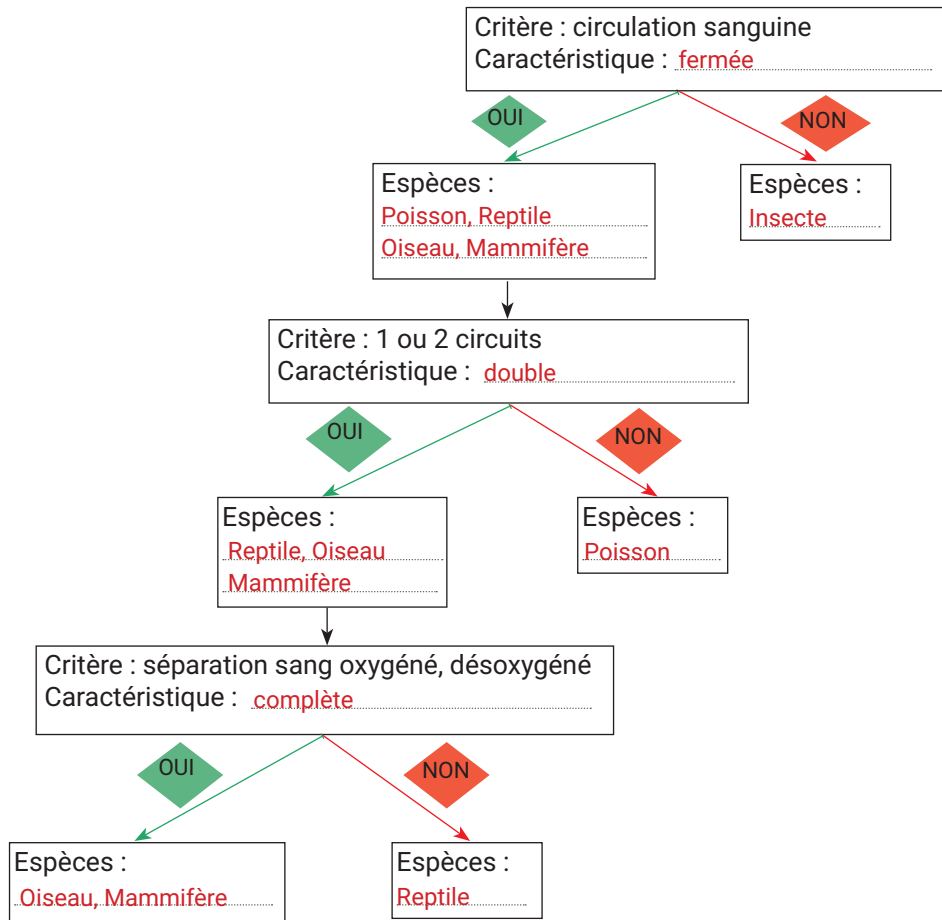 Critère : circulation sanguine
Caractéristique : fermée
OUI
NON
Espèces :
Poisson, Reptile
Oiseau, Mammifère
Espèces :
Insecte
Critère : 1 ou 2 circuits
Caractéristique : double
OUI
NON
Espèces :
Reptile, Oiseau
Mammifère
Espèces :
Poisson
Critère : séparation sang oxygéné, désoxygéné
Caractéristique : complète
OUI
NON
Espèces :
Oiseau, Mammifère
Espèces :
Reptile